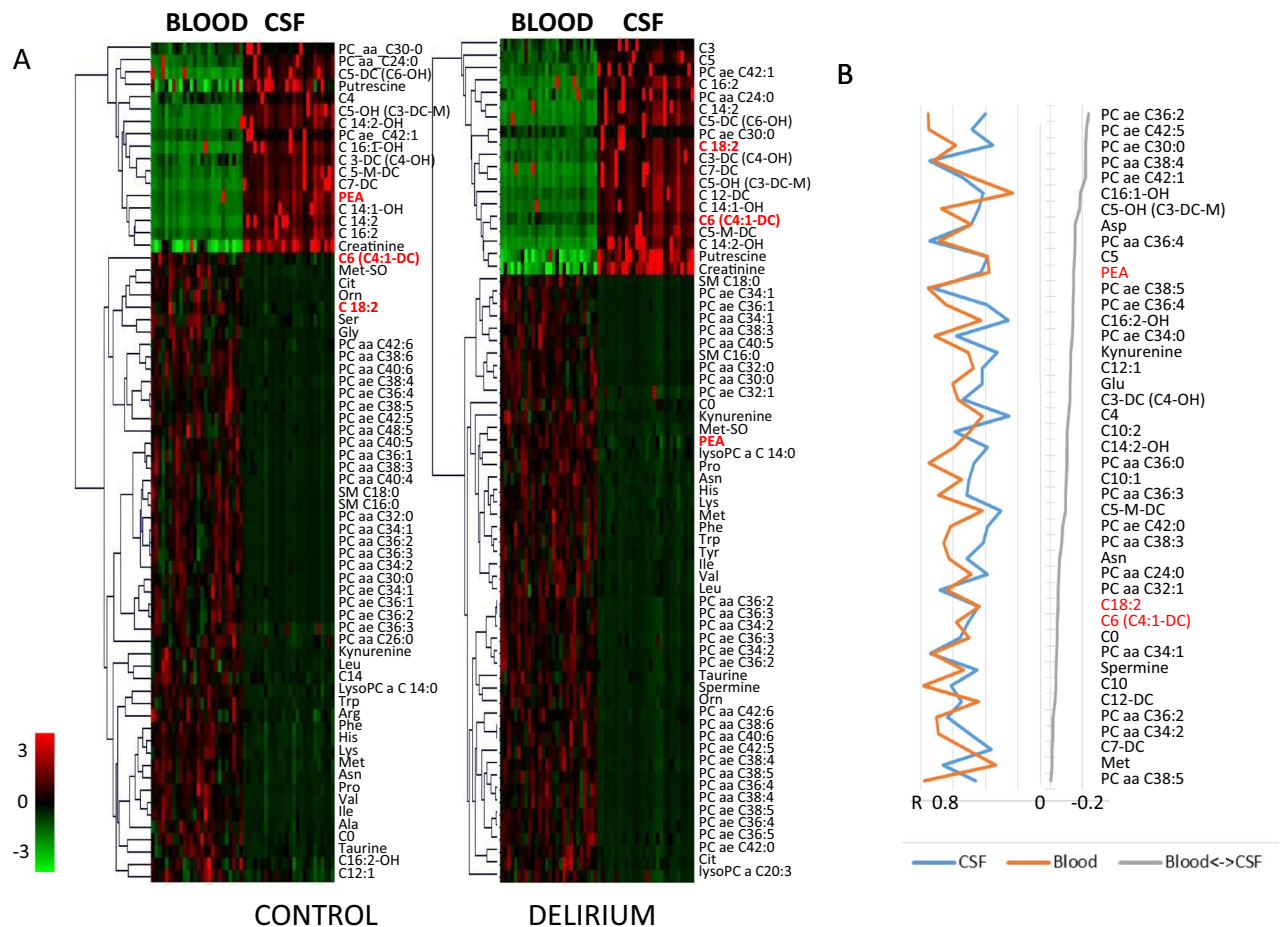 BLOOD CSF
BLOOD CSF
A
B
PC_aa_C30-0
PC aa_C24:0
C5-DC (C6-OH)
Putrescine
C4
C5-OH (C3-DC-M)
C 14:2-OH
PC ae_C42:1
C 16:1-OH
C 3-DC (C4-OH)
C 5-M-DC
C7-DC
PEA
C 14:1-OH
C 14:2
C 16:2
Creatinine
C6 (C4:1-DC)
Met-SO
Cit
Orn
C 18:2
Ser
Gly
PC aa C42:6
PC aa C38:6
PC aa C40:6
PC ae C38:4
PC ae C36:4
PC ae C38:5
PC ae C42:5
PC aa C48:5
PC aa C40:5
PC aa C36:1
PC aa C38:3
PC aa C40:4
SM C18:0
SM C16:0
PC aa C32:0
PC aa C34:1
PC aa C36:2
PC aa C36:3
PC aa C34:2
PC aa C30:0
PC ae C34:1
PC ae C36:1
PC ae C36:2
PC ae C36:3
PC aa C26:0
Kynurenine
Leu
C14
LysoPC a C 14:0
Trp
Arg
Phe
His
Lys
Met
Asn
Pro
Val
Ile
Ala
C0
Taurine
C16:2-OH
C12:1
3
0
-3
CONTROL
C3
C5
PC ae C42:1
C 16:2
PC aa C24:0
C 14:2
C5-DC (C6-OH)
PC ae C30:0
C 18:2
C3-DC (C4-OH)
C7-DC
C5-OH (C3-DC-M)
C 12-DC
C 14:1-OH
C6 (C4:1-DC)
C5-M-DC
C 14:2-OH
Putrescine
Creatinine
SM C18:0
PC ae C34:1
PC ae C36:1
PC aa C34:1
PC aa C38:3
PC aa C40:5
SM C16:0
PC aa C32:0
PC aa C30:0
PC ae C32:1
C0
Kynurenine
Met-SO
PEA
lysoPC a C 14:0
Pro
Asn
His
Lys
Met
Phe
Trp
Tyr
Ile
Val
Leu
PC aa C36:2
PC aa C36:3
PC aa C34:2
PC ae C36:3
PC ae C34:2
PC ae C36:2
Taurine
Spermine
Orn
PC aa C42:6
PC aa C38:6
PC aa C40:6
PC ae C42:5
PC ae C38:4
PC aa C38:5
PC aa C36:4
PC aa C38:4
PC ae C38:5
PC ae C36:4
PC ae C36:5
PC ae C42:0
Cit
lysoPC a C20:3
DELIRIUM
PC ae C36:2
PC ae C42:5
PC ae C30:0
PC aa C38:4
PC ae C42:1
C16:1-OH
C5-OH (C3-DC-M)
Asp
PC aa C36:4
C5
PEA
PC ae C38:5
PC ae C36:4
C16:2-OH
PC ae C34:0
Kynurenine
C12:1
Glu
C3-DC (C4-OH)
C4
C10:2
C14:2-OH
PC aa C36:0
C10:1
PC aa C36:3
C5-M-DC
PC ae C42:0
PC aa C38:3
Asn
PC aa C24:0
PC aa C32:1
C18:2
C6 (C4:1-DC)
C0
PC aa C34:1
Spermine
C10
C12-DC
PC aa C36:2
PC aa C34:2
C7-DC
Met
PC aa C38:5
R 0.8 0 -0.2
CSF Blood Blood<->CSF